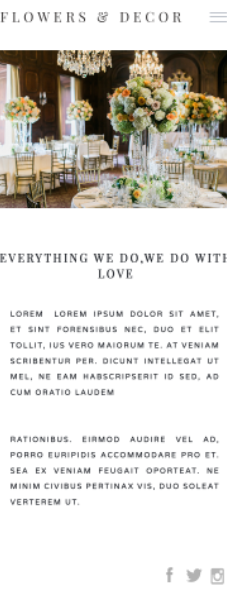 FLOWERS & DECOR
EVERYTHING WE DO,WE DO WITH
LOVE
LOREM LOREM IPSUM DOLOR SIT AMET,
ET SINT FORENSIBUS NEC, DUO ET ELIT
TOLLIT, IUS VERO MAIORUM TE. AT VENIAM
SCRIBENTUR PER. DICUNT INTELLEGAT UT
MEL, NE EAM HABSCRIPSERIT ID SED, AD
CUM ORATIO LAUDEM
RATIONIBUS. EIRMOD AUDIRE VEL AD,
PORRO EURIPIDIS ACCOMMODARE PRO ET.
SEA EX VENIAM FEUGAIT OPORTEAT. NE
MINIM CIVIBUS PERTINAX VIS, DUO SOLEAT
VERTEREM UT.